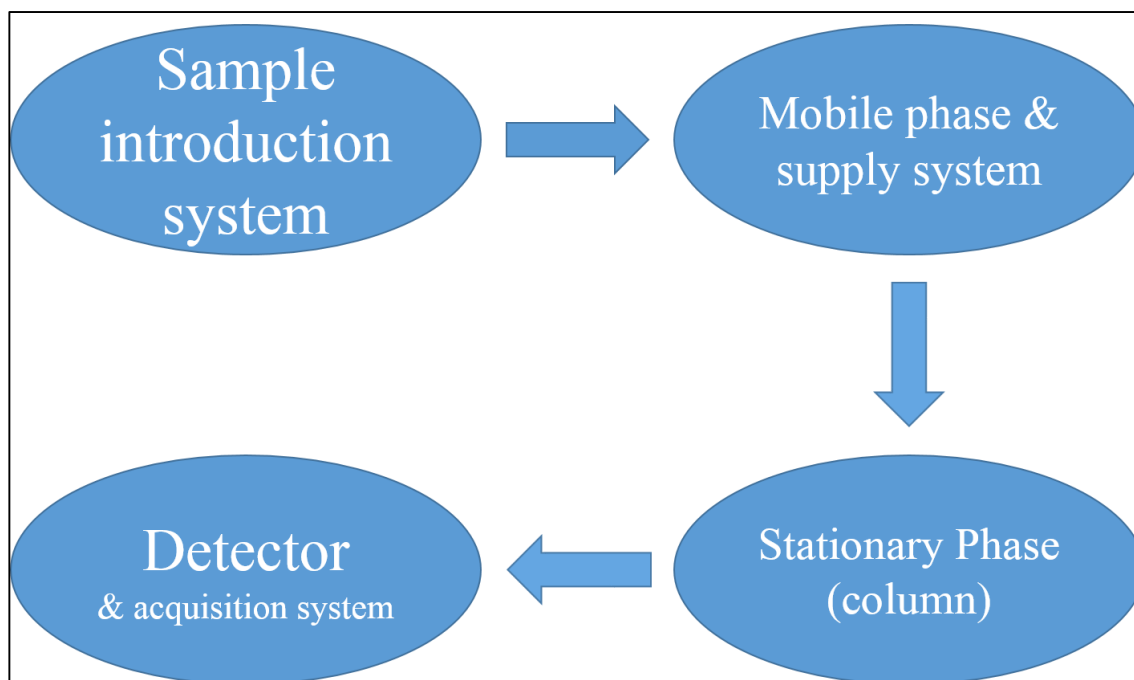 Sample
introduction
system
Mobile phase &
supply system
Stationary Phase
(column)
Detector
& acquisition system